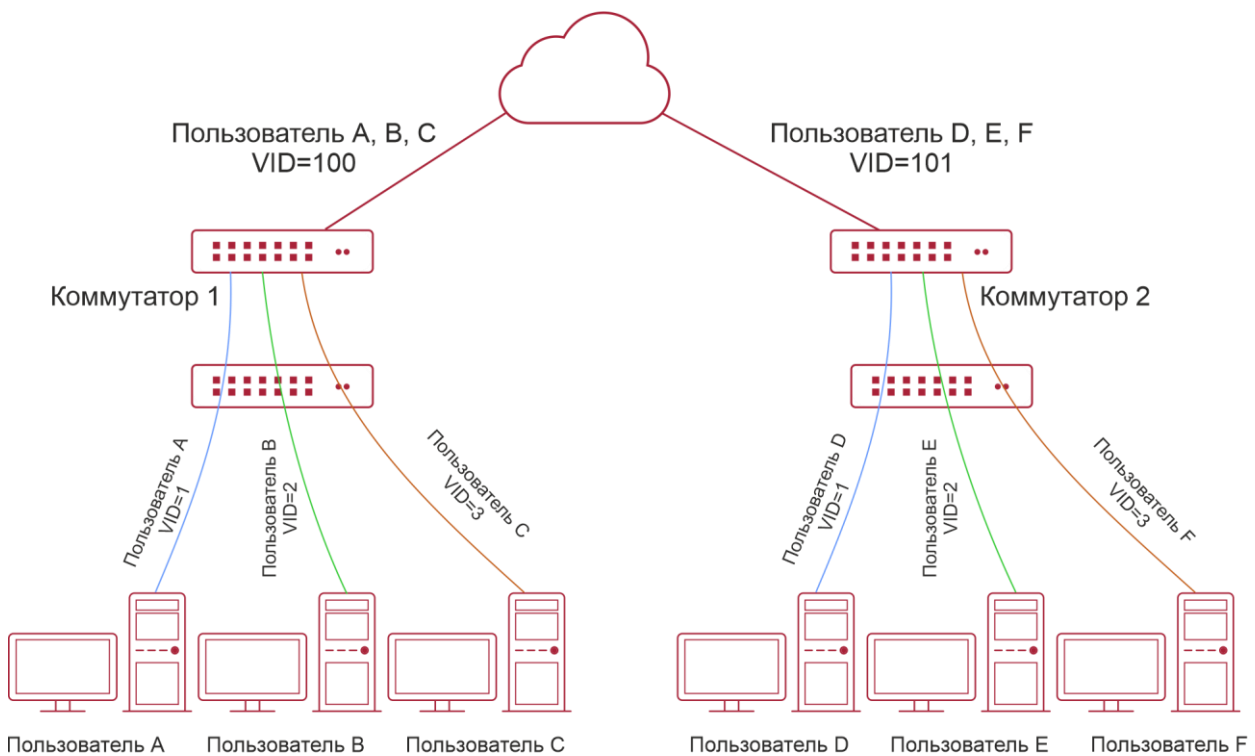 Пользователь A, B, C
VID=100
Пользователь D, E, F
VID=101
Коммутатор 1
Коммутатор 2
Пользователь A
VID=1
Пользователь B
VID=2
Пользователь C
VID=3
Пользователь D
VID=1
Пользователь E
VID=2
Пользователь F
VID=3
Пользователь A
Пользователь B
Пользователь C
Пользователь D
Пользователь E
Пользователь F